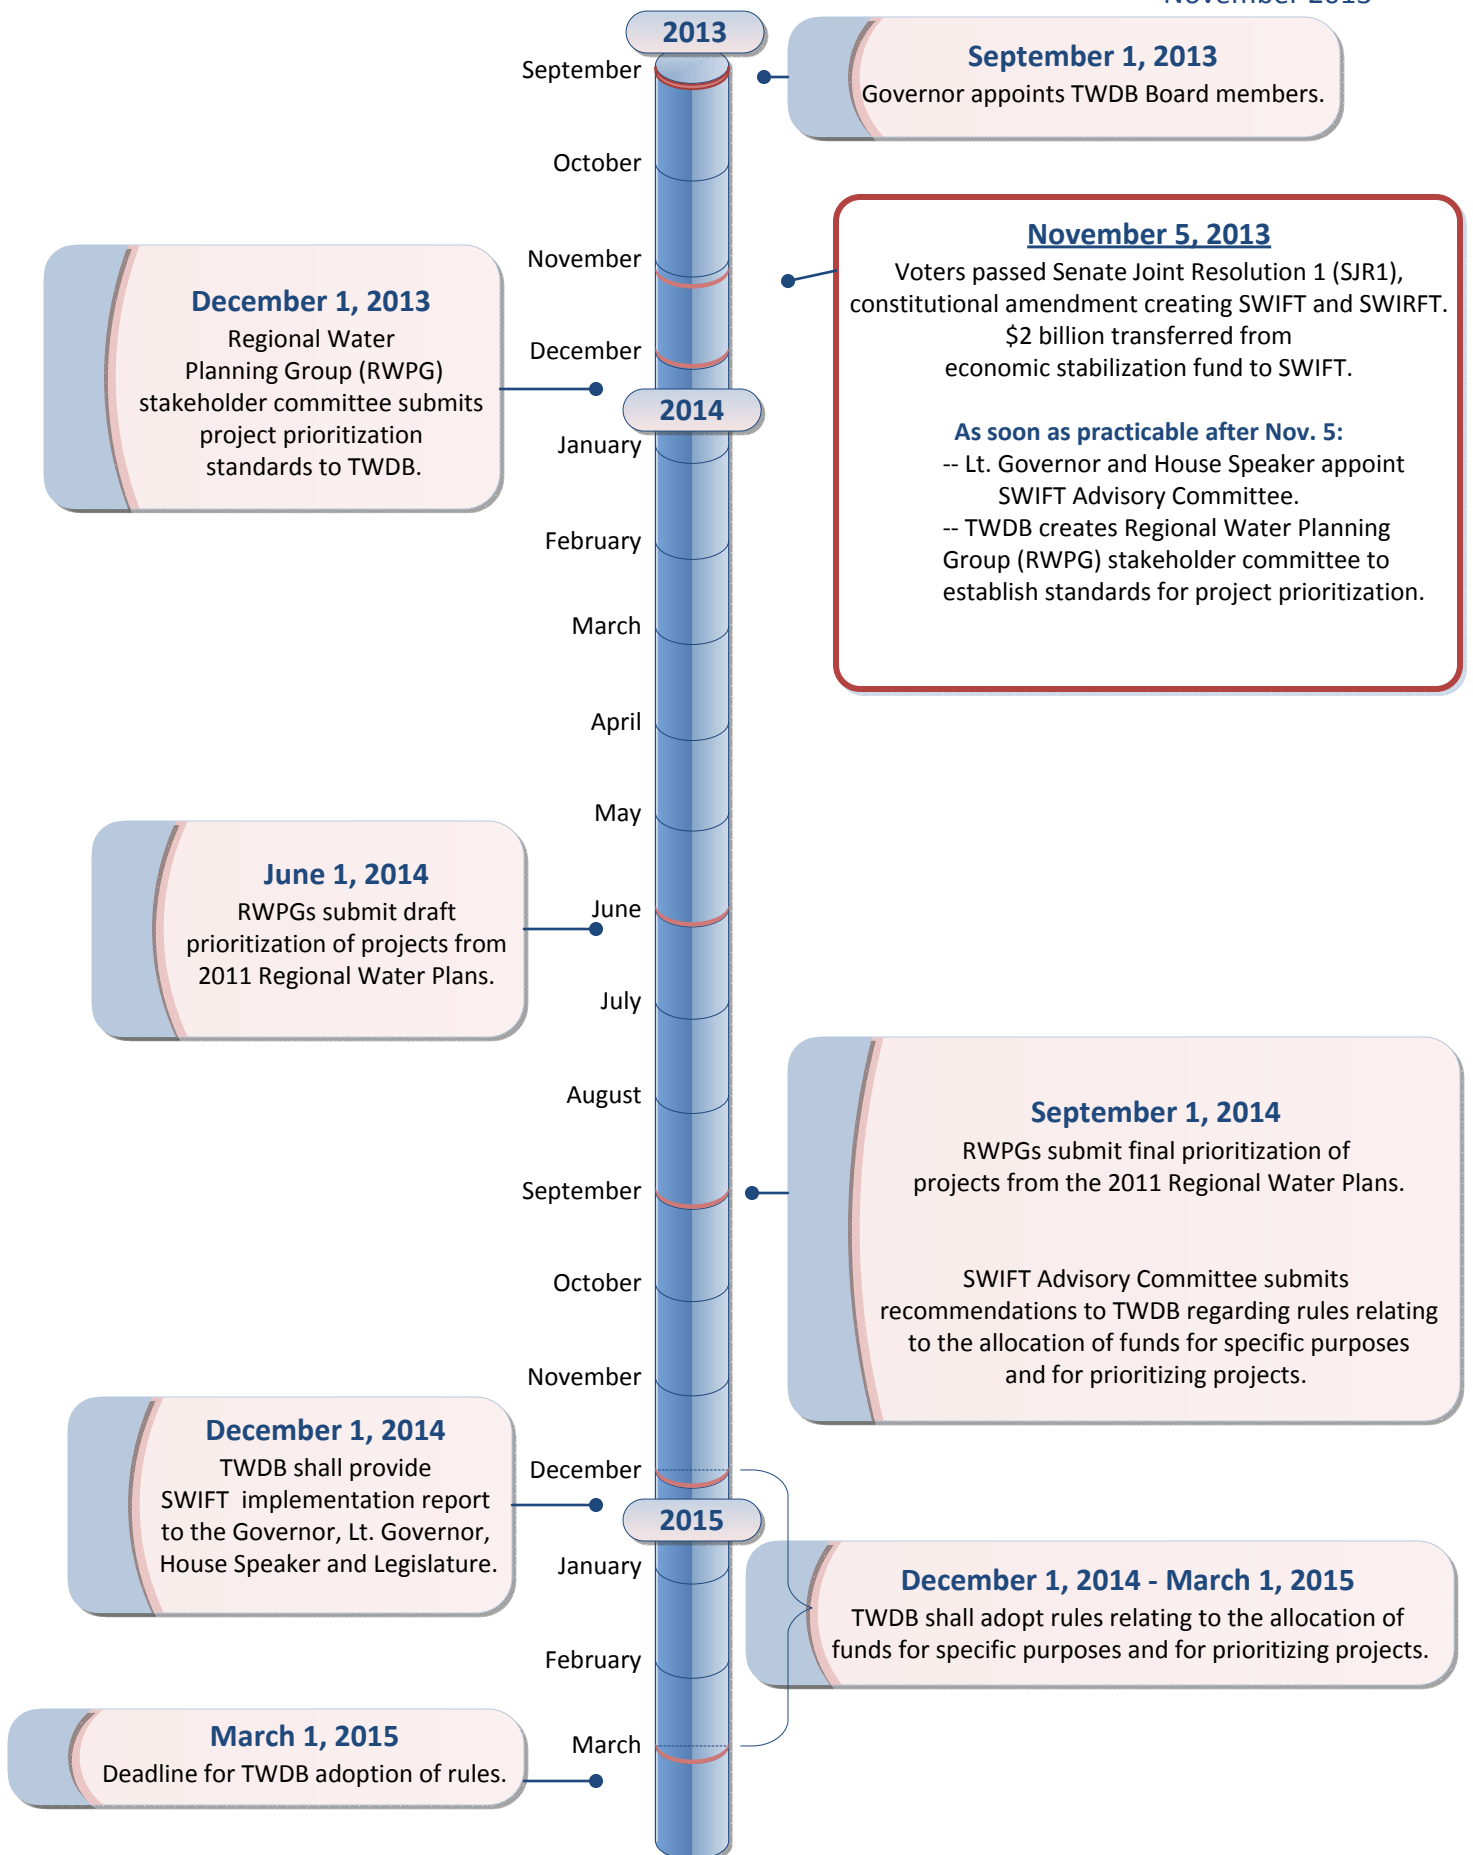 November 2013
2013
September
September 1, 2013
Governor appoints TWDB Board members.
October
November
November 5, 2013
Voters passed Senate Joint Resolution 1 (SJR1),
constitutional amendment creating SWIFT and SWIRFT.
$2 billion transferred from
economic stabilization fund to SWIFT.
As soon as practicable after Nov. 5:
-- Lt. Governor and House Speaker appoint
SWIFT Advisory Committee.
-- TWDB creates Regional Water Planning
Group (RWPG) stakeholder committee to
establish standards for project prioritization.
December 1, 2013
Regional Water
Planning Group (RWPG)
stakeholder committee submits
project prioritization
standards to TWDB.
December
2014
January
February
March
April
May
June 1, 2014
RWPGs submit draft
prioritization of projects from
2011 Regional Water Plans.
June
July
August
September
September 1, 2014
RWPGs submit final prioritization of
projects from the 2011 Regional Water Plans.
SWIFT Advisory Committee submits
recommendations to TWDB regarding rules relating
to the allocation of funds for specific purposes
and for prioritizing projects.
October
November
December 1, 2014
TWDB shall provide
SWIFT implementation report
to the Governor, Lt. Governor,
House Speaker and Legislature.
December
2015
January
December 1, 2014 - March 1, 2015
TWDB shall adopt rules relating to the allocation of
funds for specific purposes and for prioritizing projects.
February
March 1, 2015
Deadline for TWDB adoption of rules.
March